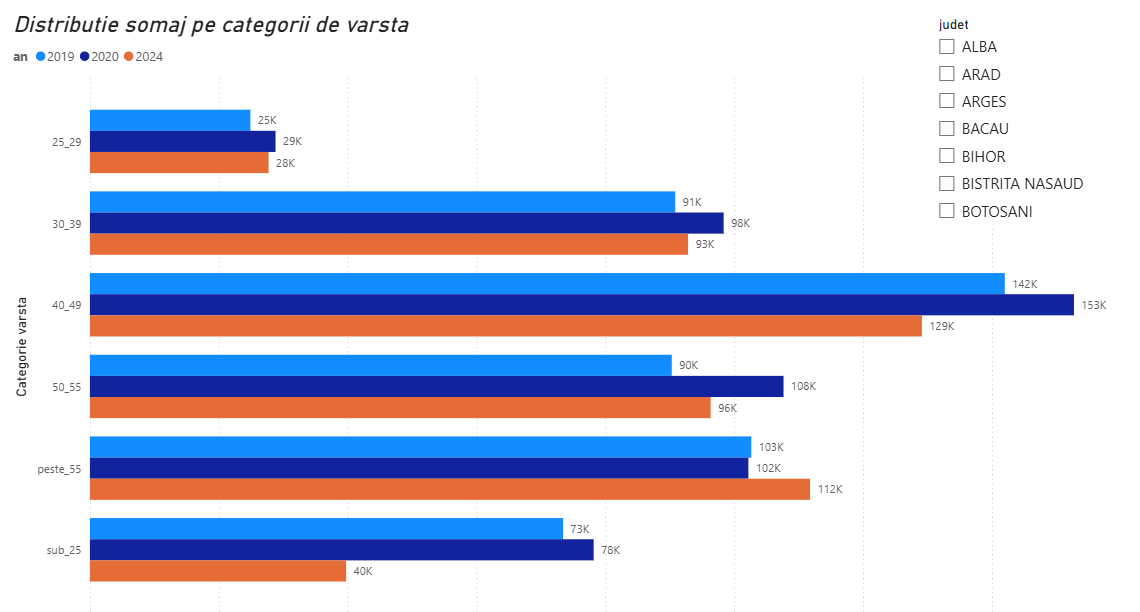 Distributie somaj pe categorii de varsta
an 2019 2020 2024
judet
ALBA
ARAD
ARGES
BACAU
BIHOR
BISTRITA NASAUD
BOTOSANI
Categorie varsta
25_29
25K
29K
28K
30_39
91K
98K
93K
40_49
142K
153K
129K
50_55
90K
108K
96K
peste_55
103K
102K
112K
sub_25
73K
78K
40K